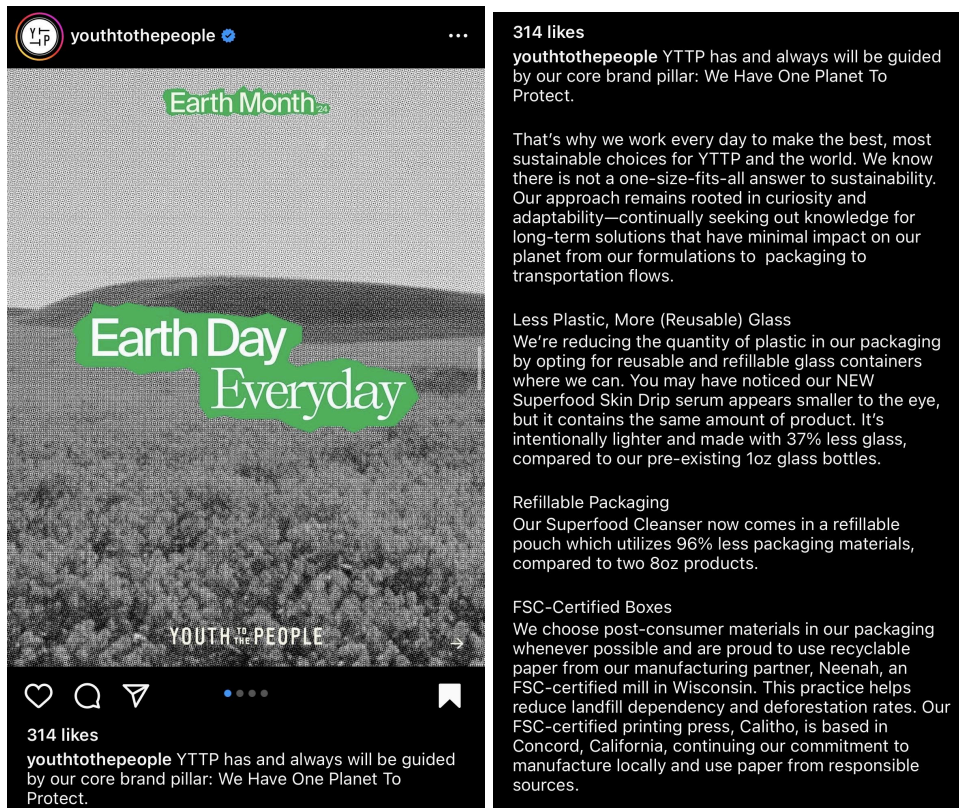 youthtothepeople
Earth Month '24
Earth Day
Everyday
YOUTH TO THE PEOPLE
314 likes
youthtothepeople YTTP has and always will be guided
by our core brand pillar: We Have One Planet To
Protect.
314 likes
youthtothepeople YTTP has and always will be guided
by our core brand pillar: We Have One Planet To
Protect.
That’s why we work every day to make the best, most
sustainable choices for YTTP and the world. We know
there is not a one-size-fits-all answer to sustainability.
Our approach remains rooted in curiosity and
adaptability—continually seeking out knowledge for
long-term solutions that have minimal impact on our
planet from our formulations to  packaging to
transportation flows.
Less Plastic, More (Reusable) Glass
We’re reducing the quantity of plastic in our packaging
by opting for reusable and refillable glass containers
where we can. You may have noticed our NEW
Superfood Skin Drip serum appears smaller to the eye,
but it contains the same amount of product. It’s
intentionally lighter and made with 37% less glass,
compared to our pre-existing 1oz glass bottles.
Refillable Packaging
Our Superfood Cleanser now comes in a refillable
pouch which utilizes 96% less packaging materials,
compared to two 8oz products.
FSC-Certified Boxes
We choose post-consumer materials in our packaging
whenever possible and are proud to use recyclable
paper from our manufacturing partner, Neenah, an
FSC-certified mill in Wisconsin. This practice helps
reduce landfill dependency and deforestation rates. Our
FSC-certified printing press, Calitho, is based in
Concord, California, continuing our commitment to
manufacture locally and use paper from responsible
sources.